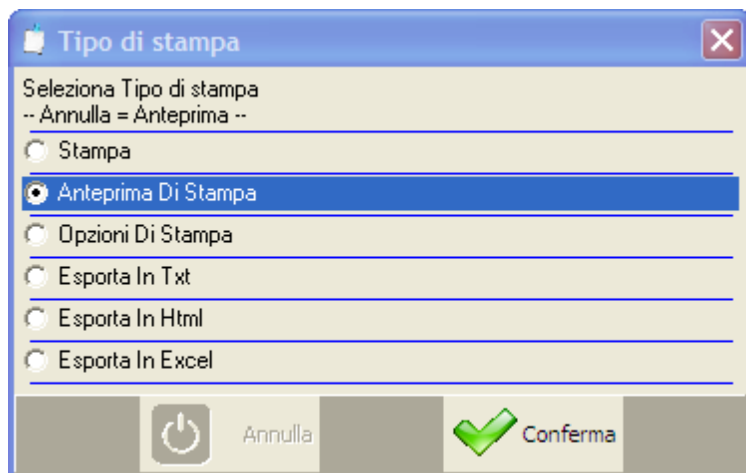 Tipo di stampa
Seleziona Tipo di stampa
-- Annulla = Anteprima --
Stampa
Anteprima Di Stampa
Opzioni Di Stampa
Esporta In Txt
Esporta In Html
Esporta In Excel
Annulla
Conferma